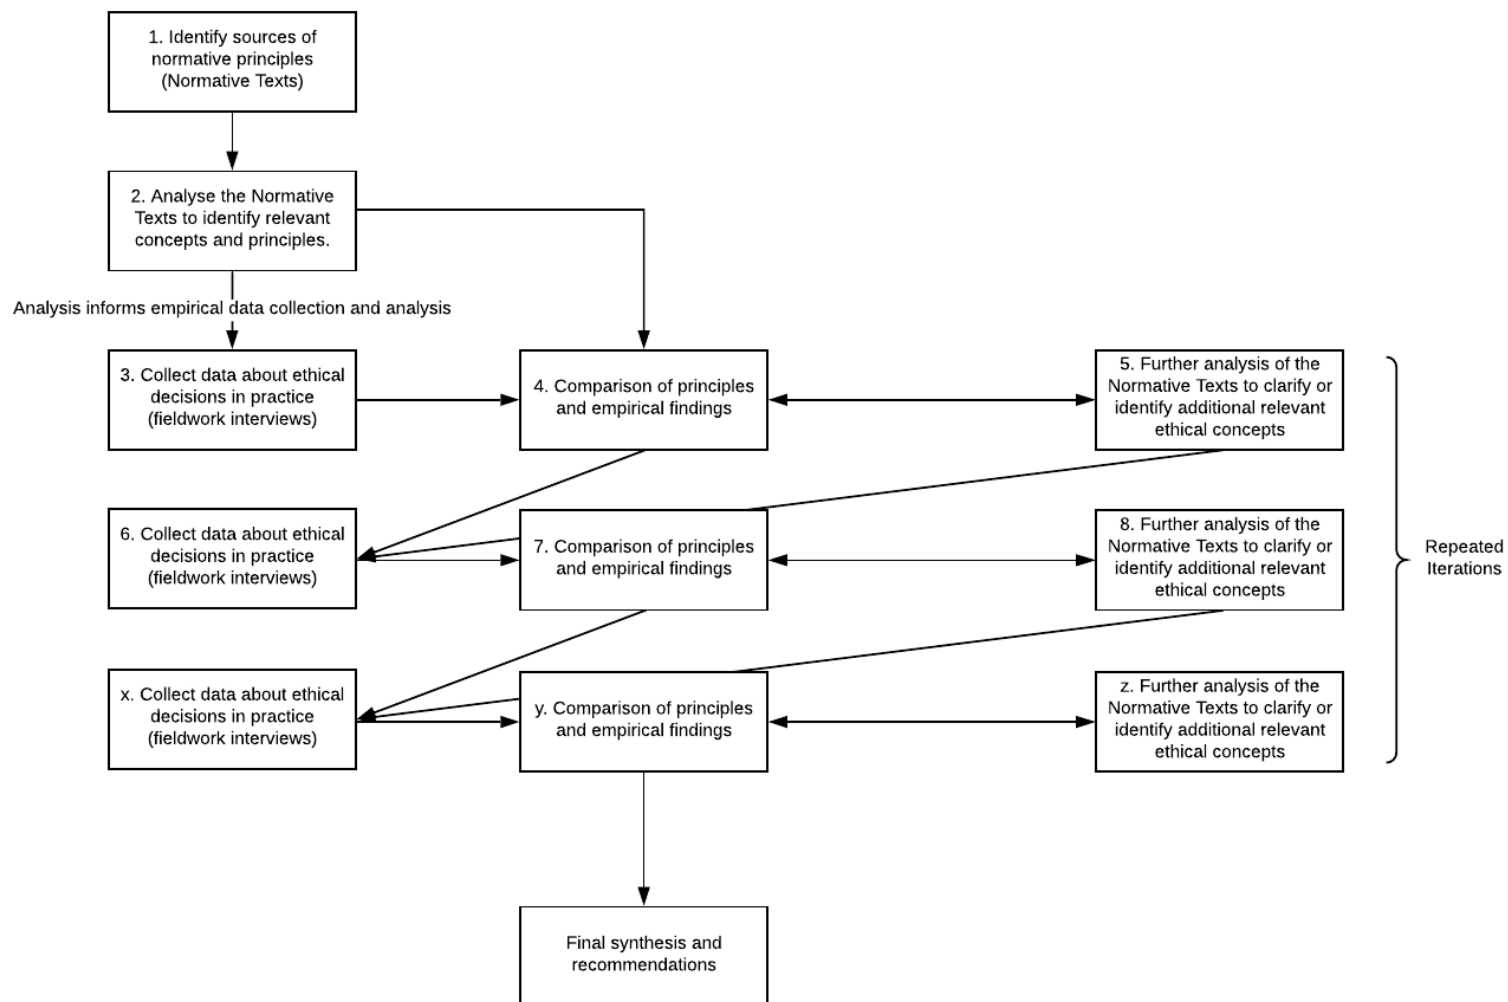 1. Identify sources of
normative principles
(Normative Texts)
2. Analyse the Normative
Texts to identify relevant
concepts and principles.
Analysis informs empirical data collection and analysis
3. Collect data about ethical
decisions in practice
(fieldwork interviews)
4. Comparison of principles
and empirical findings
5. Further analysis of the
Normative Texts to clarify or
identify additional relevant
ethical concepts
6. Collect data about ethical
decisions in practice
(fieldwork interviews)
7. Comparison of principles
and empirical findings
8. Further analysis of the
Normative Texts to clarify or
identify additional relevant
ethical concepts
Repeated
Iterations
x. Collect data about ethical
decisions in practice
(fieldwork interviews)
y. Comparison of principles
and empirical findings
z. Further analysis of the
Normative Texts to clarify or
identify additional relevant
ethical concepts
Final synthesis and
recommendations